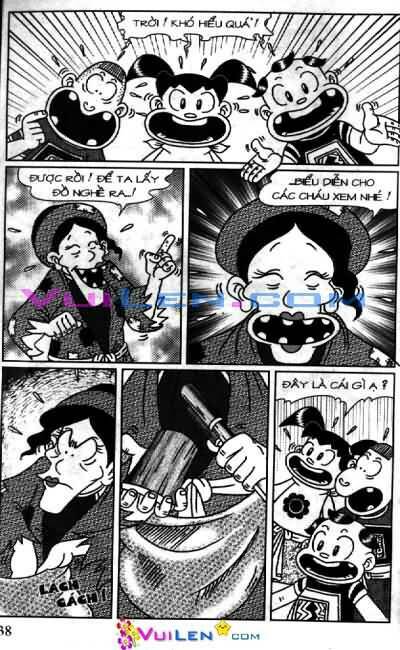 TRỜI! KHÓ HIỂU QUÁ!
ĐƯỢC RỒI! ĐỂ TA LẤY
ĐỒ NGHỀ RA..!
..BIỂU DIỄN CHO
CÁC CHÁU XEM NHÉ!
VUILEN.COM
ĐÂY LÀ CÁI GÌ Ạ?
LẠCH
CÁCH!
38
VUILEN.COM